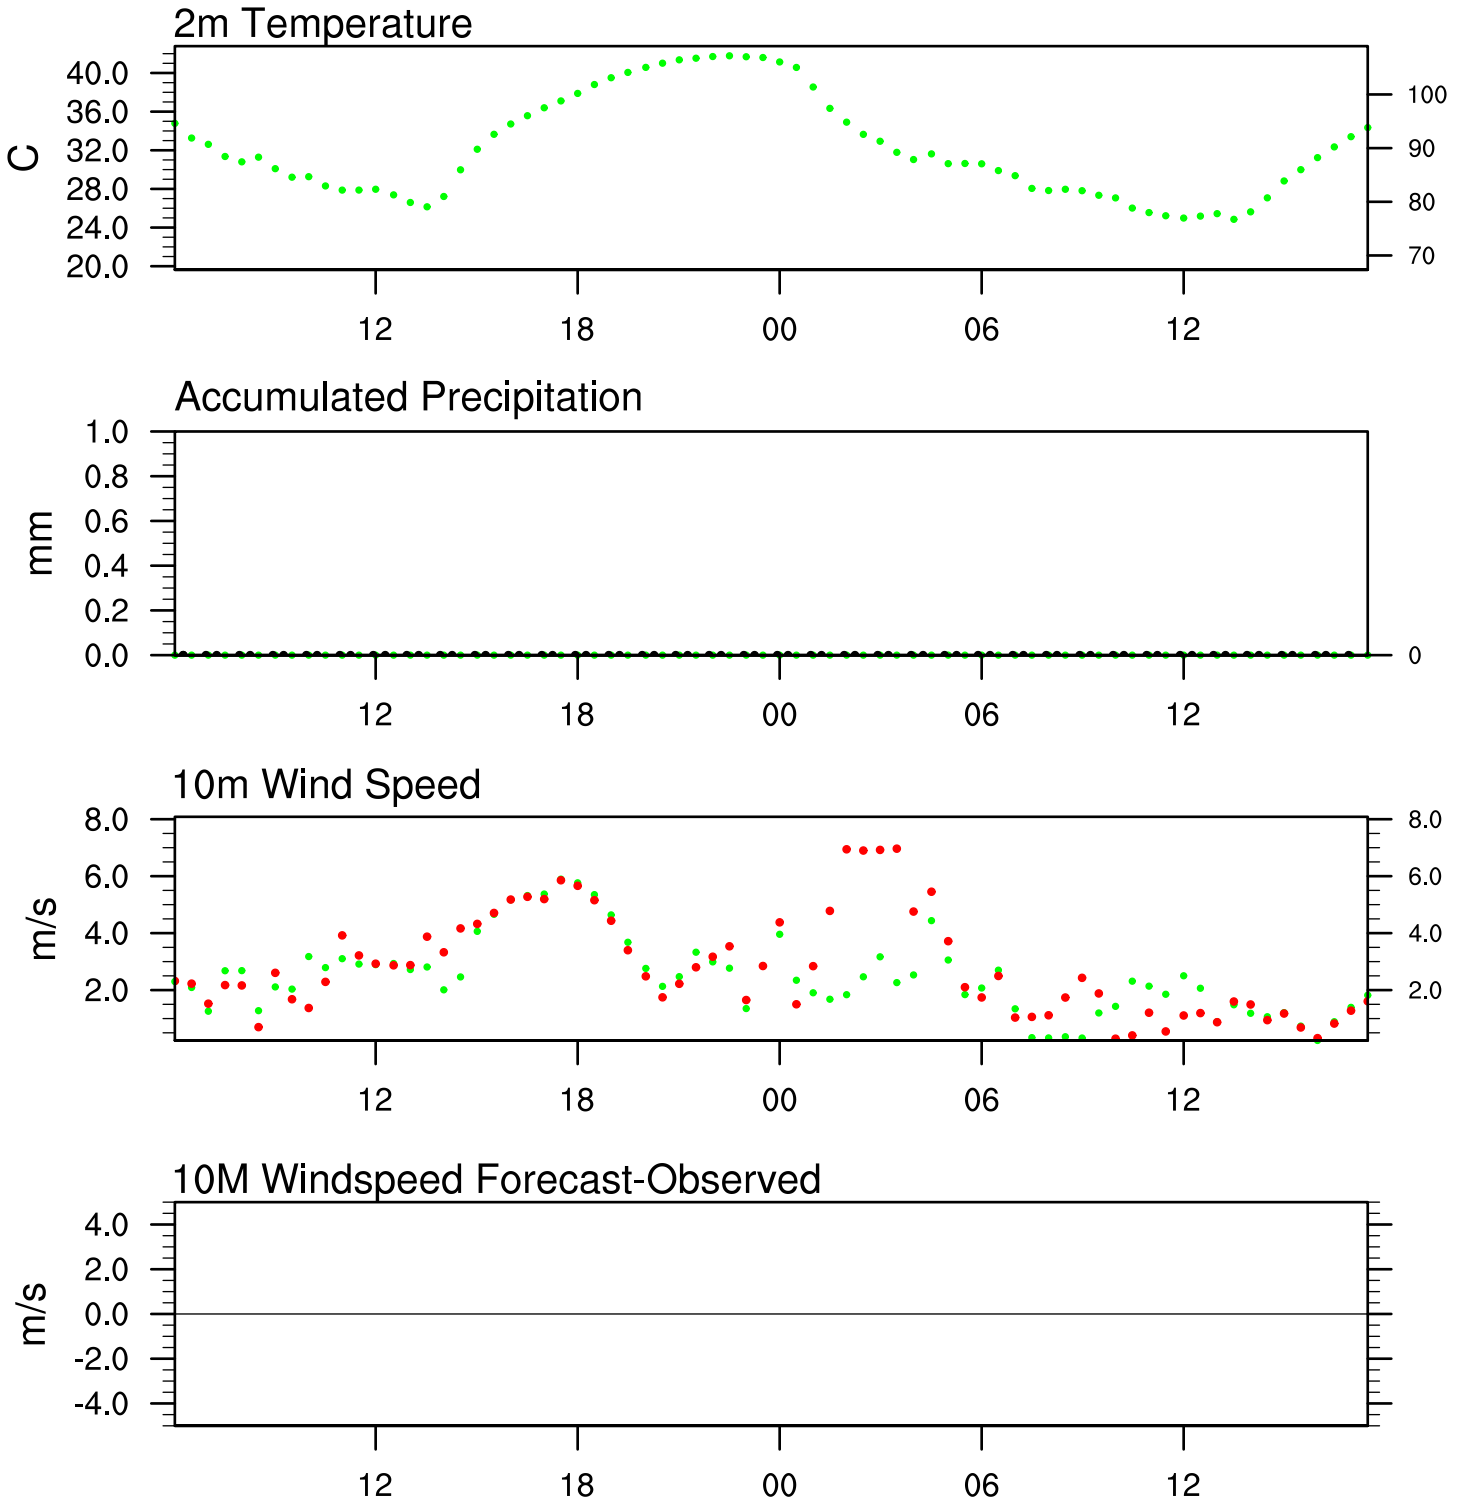 2m Temperature
40.0
36.0
32.0
28.0
24.0
20.0
C
100
90
80
70
12 18 00 06 12
Accumulated Precipitation
1.0
0.8
0.6
0.4
0.2
0.0
mm
0
12 18 00 06 12
10m Wind Speed
8.0
6.0
4.0
2.0
m/s
8.0
6.0
4.0
2.0
12 18 00 06 12
10M Windspeed Forecast-Observed
4.0
2.0
0.0
-2.0
-4.0
m/s
12 18 00 06 12